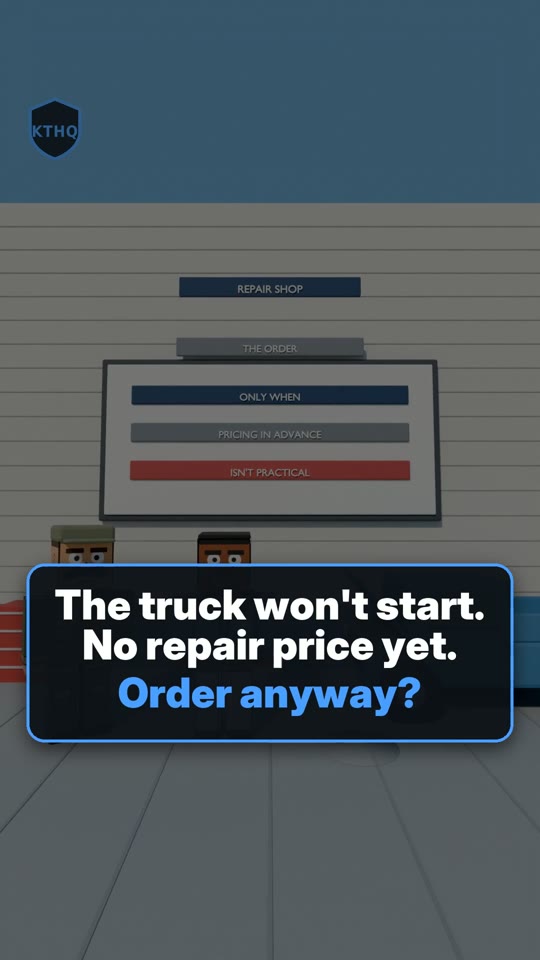 KTHQ
REPAIR SHOP
THE ORDER
ONLY WHEN
PRICING IN ADVANCE
ISN'T PRACTICAL
The truck won't start.
No repair price yet.
Order anyway?